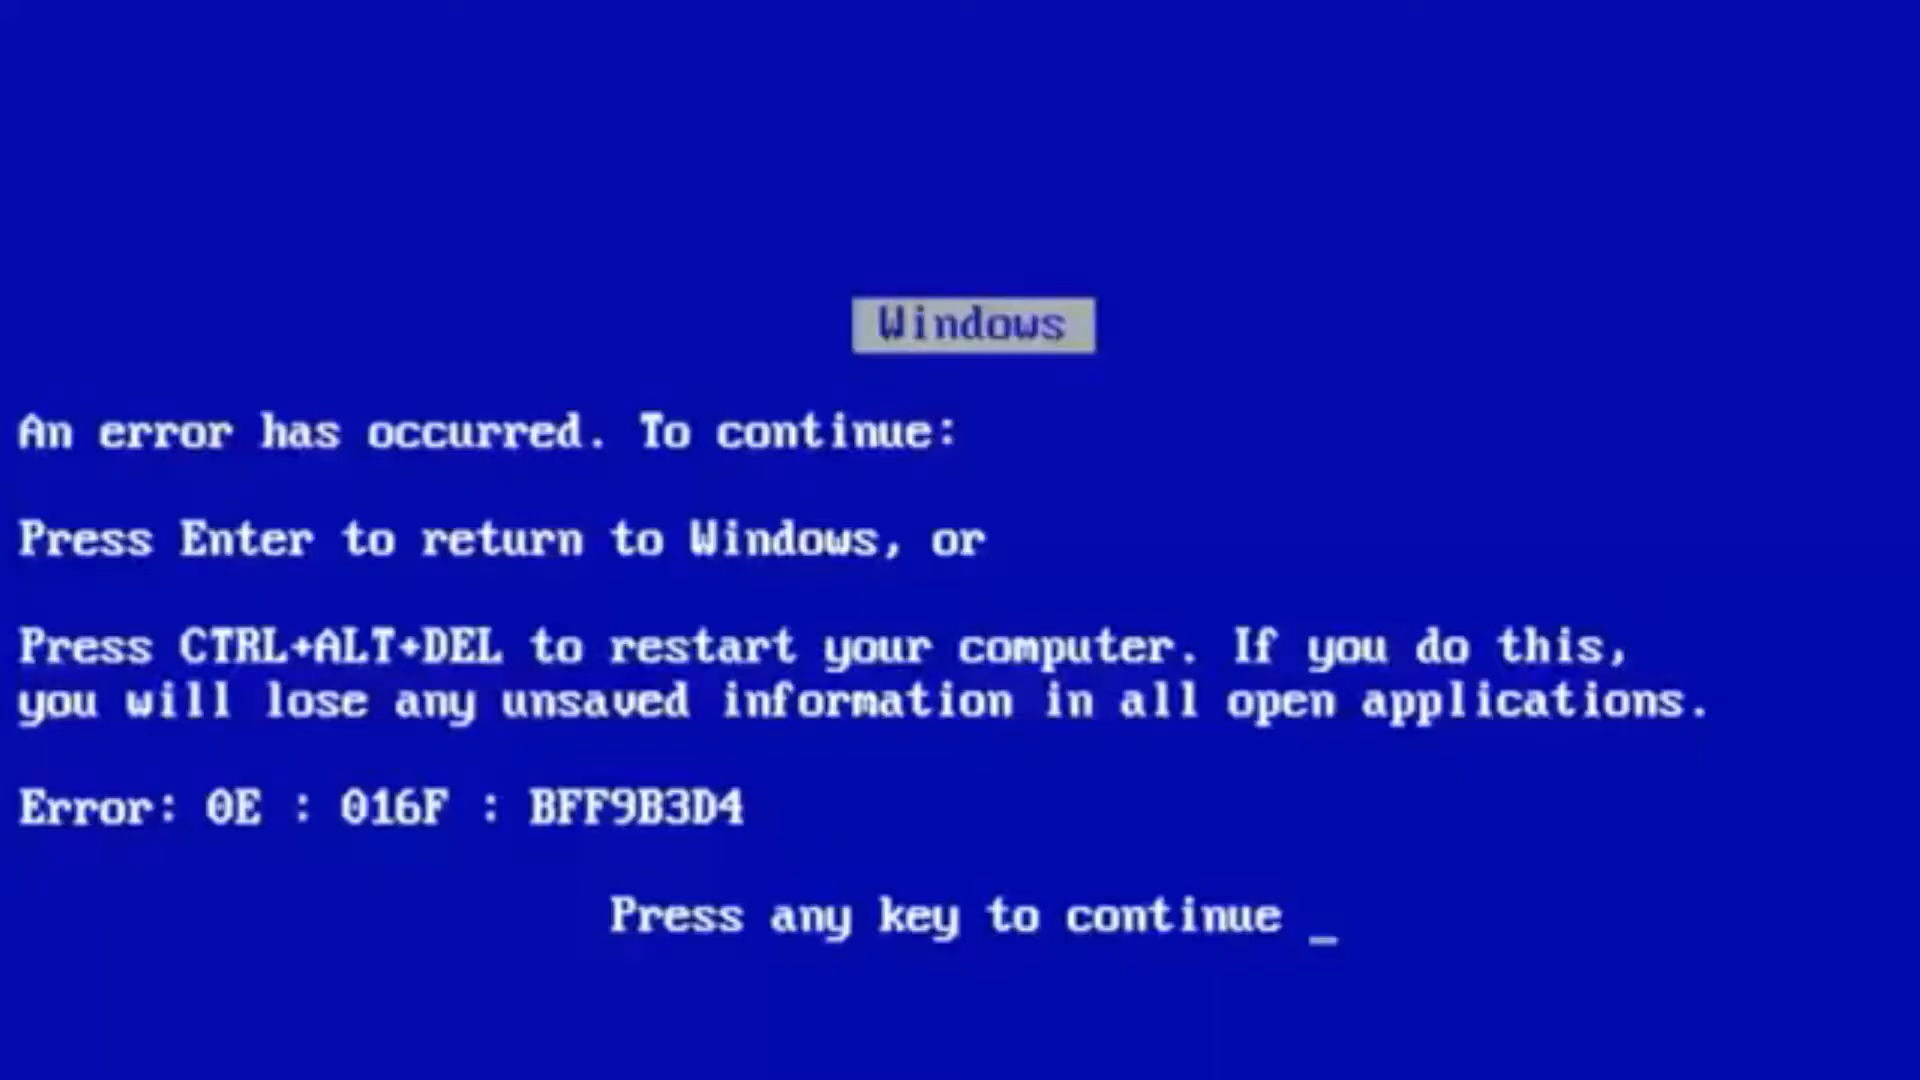 Windows
An error has occurred. To continue:
Press Enter to return to Windows, or
Press CTRL+ALT+DEL to restart your computer. If you do this,
you will lose any unsaved information in all open applications.
Error: 0E : 016F : BFF9B3D4
Press any key to continue _